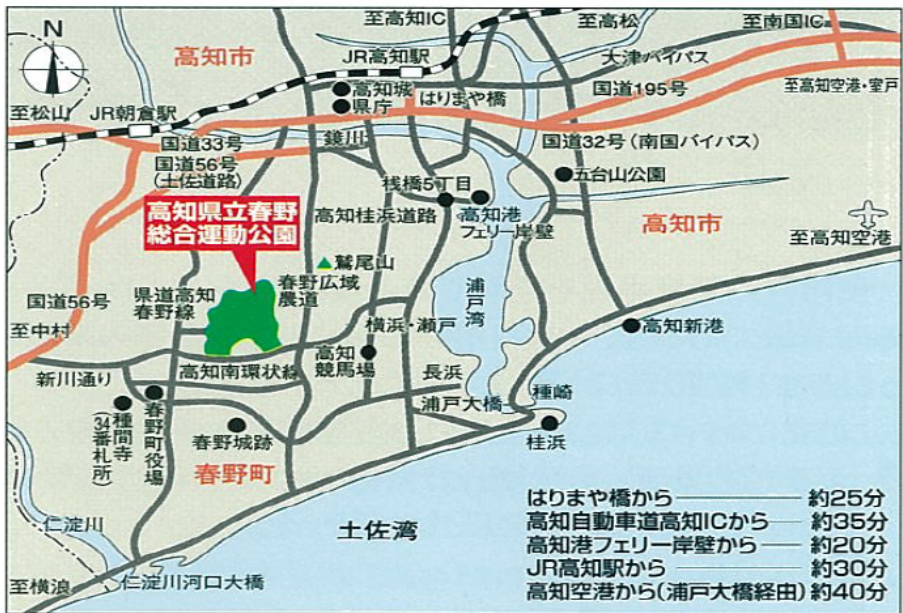 N
至高知IC
至高松
至南国IC
高知市
JR高知駅
大津バイパス
高知城
県庁
はりまや橋
国道195号
至高知空港・室戸
至松山
JR朝倉駅
国道33号
国道56号
(土佐道路)
鏡川
国道32号(南国バイパス)
五台山公園
桟橋5丁目
高知県立春野
総合運動公園
高知桂浜道路
高知港
フェリー岸壁
高知市
至高知空港
鷲尾山
国道56号
県道高知
春野線
春野広域
農道
浦戸湾
至中村
横浜・瀬戸
高知新港
新川通り
高知南環状線
高知
競馬場
長浜
種崎
浦戸大橋
種間寺
(34番札所)
春野町役場
春野城跡
桂浜
春野町
仁淀川
土佐湾
至横浪
仁淀川河口大橋
はりまや橋から 約25分
高知自動車道高知ICから 約35分
高知港フェリー岸壁から 約20分
JR高知駅から 約30分
高知空港から(浦戸大橋経由) 約40分